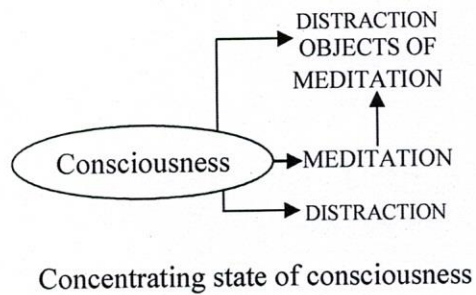 DISTRACTION
OBJECTS OF
MEDITATION
Consciousness
MEDITATION
DISTRACTION
Concentrating state of consciousness